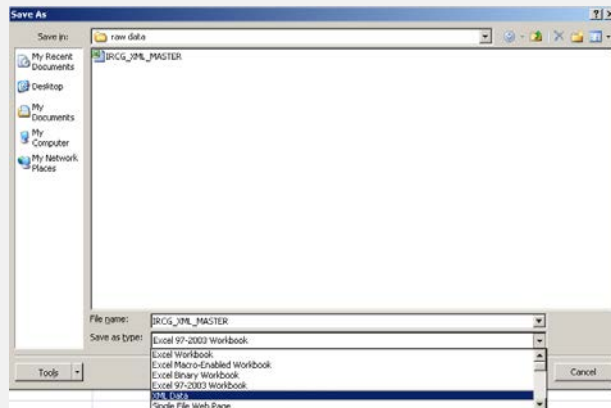 Save As
Save in:
raw data
My Recent
Documents
Desktop
My
Documents
My
Computer
My Network
Places
IRCG_XML_MASTER
File name:
IRCG_XML_MASTER
Save as type:
Excel 97-2003 Workbook
Excel Workbook
Excel Macro-Enabled Workbook
Excel Binary Workbook
Excel 97-2003 Workbook
XML Data
Single File Web Page
Tools
Cancel